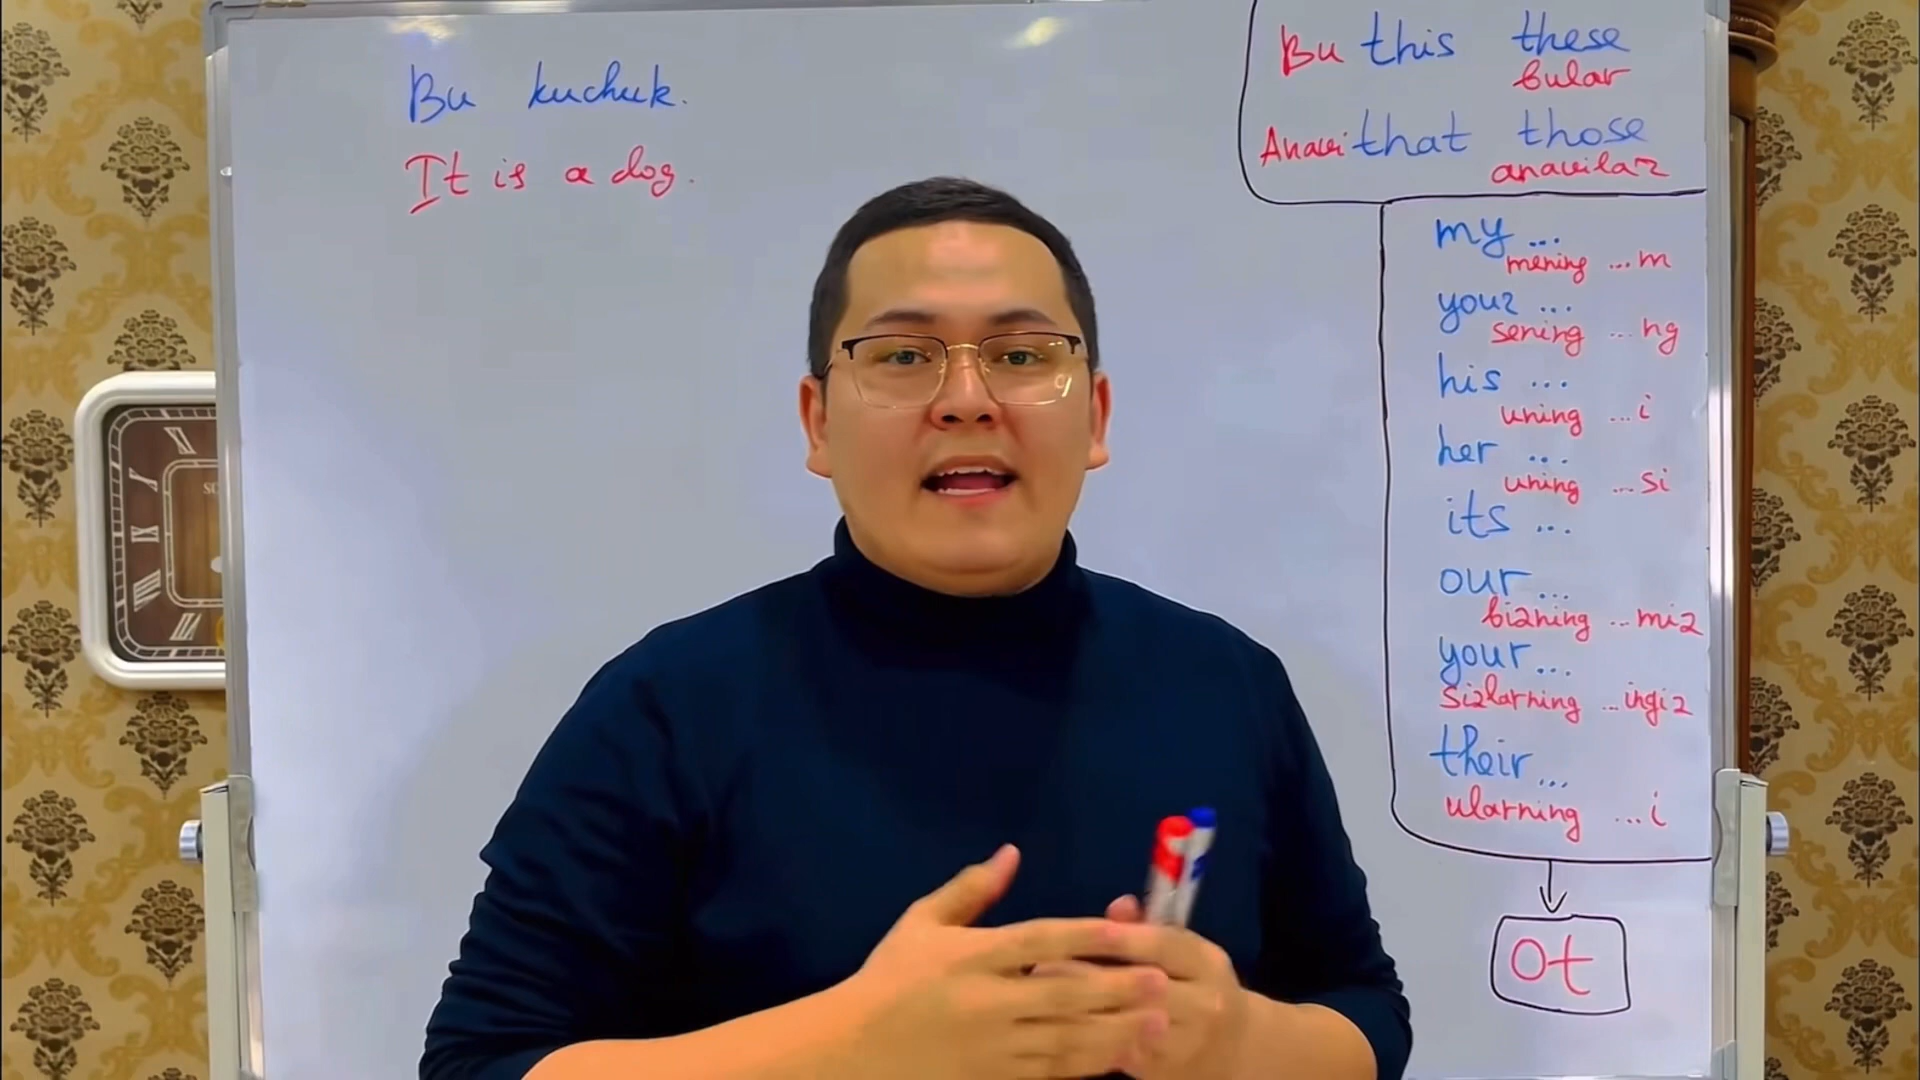 Bu kuchuk.
It is a dog.
Bu this these
bular
Anavi that those
anavilar
my ...
mening ...m
your ...
sening ...ng
his ...
uning ...i
her ...
uning ...si
its ...
our ...
bizning ...miz
your ...
sizlarning ...ingiz
their ...
ularning ...i
Ot